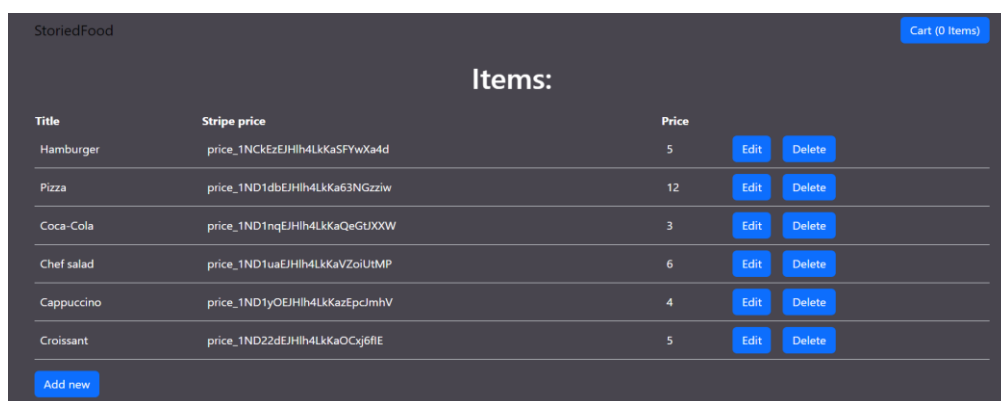 StoriedFood Cart (0 Items)
Items:
Title Stripe price Price
Hamburger price_1NCkEzEJHlh4LkKaSFYwXa4d 5 Edit Delete
Pizza price_1ND1dbEJHlh4LkKa63NGzziw 12 Edit Delete
Coca-Cola price_1ND1nqEJHlh4LkKaQeGtJXXW 3 Edit Delete
Chef salad price_1ND1uaEJHlh4LkKaVZoiUtMP 6 Edit Delete
Cappuccino price_1ND1yOEJHlh4LkKazEpcJmhV 4 Edit Delete
Croissant price_1ND22dEJHlh4LkKaOCxj6flE 5 Edit Delete
Add new